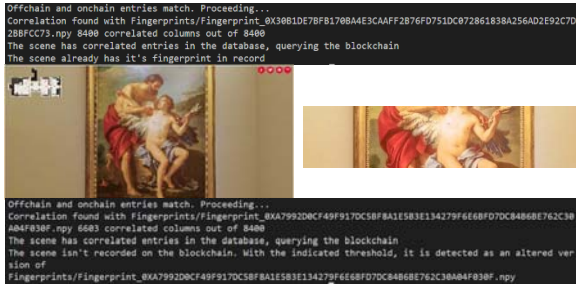 Offchain and onchain entries match. Proceeding...
Correlation found with Fingerprints/Fingerprint_0X30B1DE7BFB170BA4E3CAAFF2B76FD751DC072861838A256AD2E92C7D
2BBFCC73.npy 8400 correlated columns out of 8400
The scene has correlated entries in the database, querying the blockchain
The scene already has it's fingerprint in record
Offchain and onchain entries match. Proceeding...
Correlation found with Fingerprints/Fingerprint_0XA7992D0CF49F917DC5BF8A1E5B3E134279F6E6BFD7DC84B6BE762C30
A04F030F.npy 6603 correlated columns out of 8400
The scene has correlated entries in the database, querying the blockchain
The scene isn't recorded on the blockchain. With the indicated threshold, it is detected as an altered ver
sion of
Fingerprints/Fingerprint_0XA7992D0CF49F917DC5BF8A1E5B3E134279F6E6BFD7DC84B6BE762C30A04F030F.npy